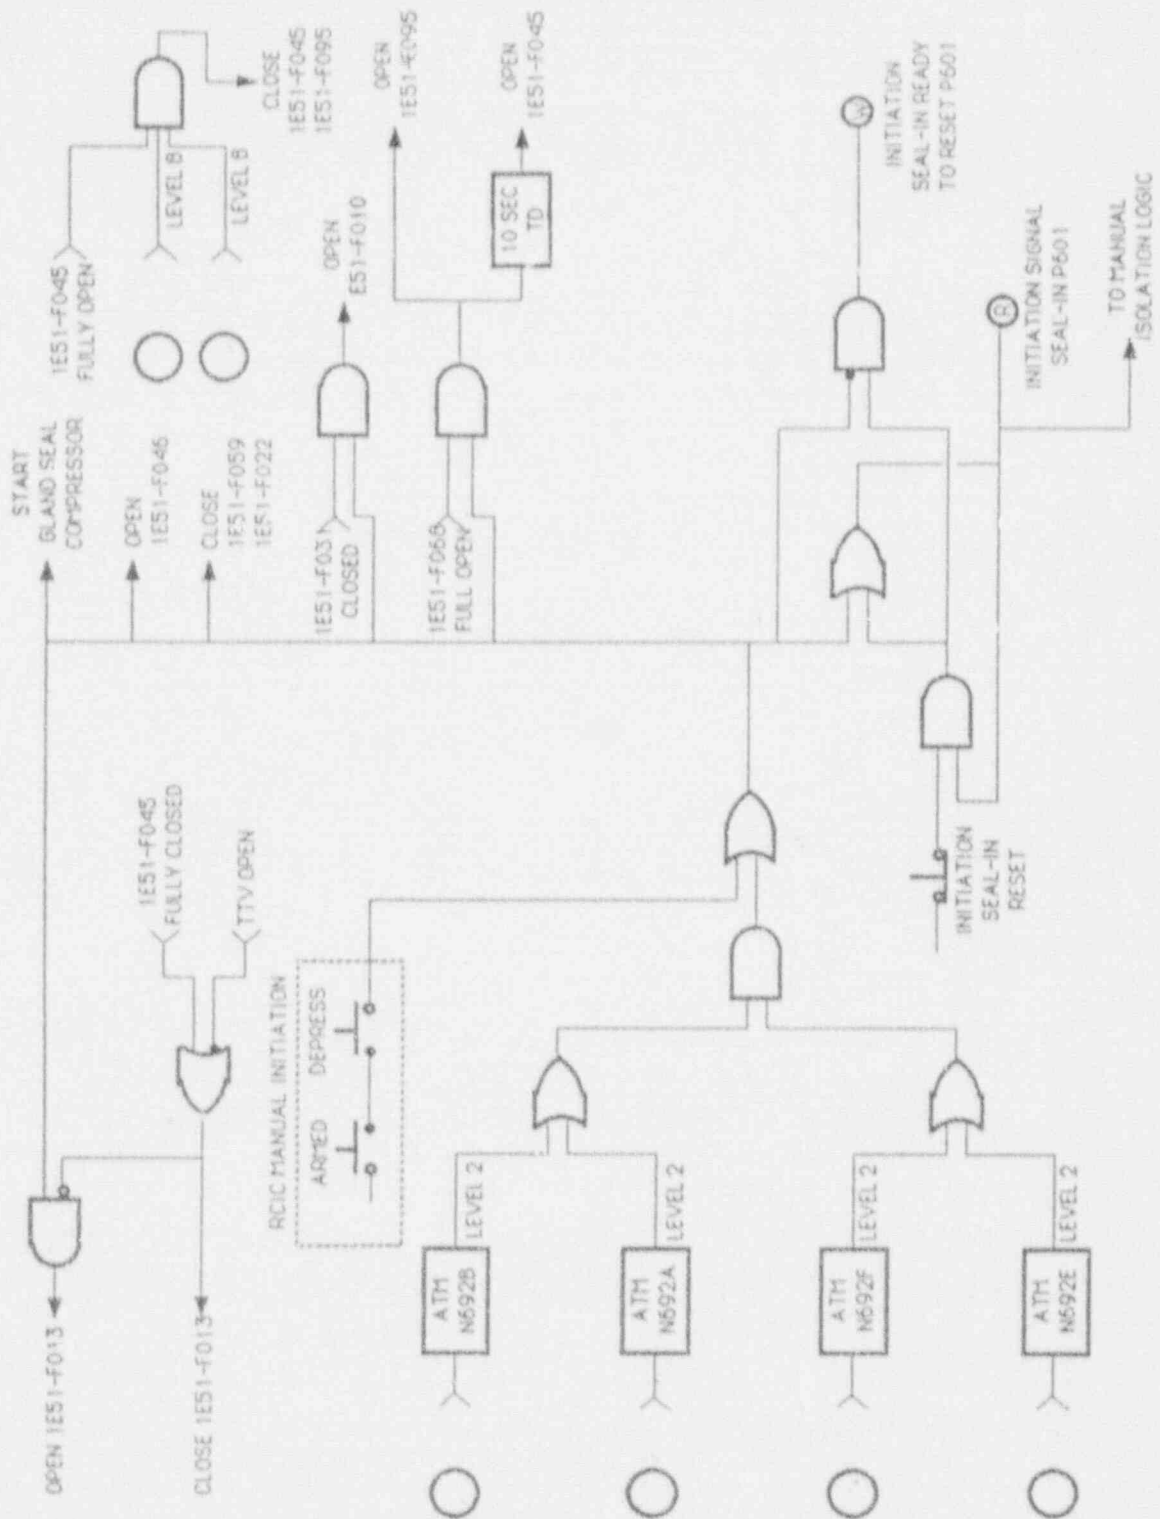 START
GLAND SEAL
COMPRESSOR
OPEN
1E51-F046
CLOSE
1E51-F059
1E51-F022
1E51-F045
FULLY OPEN
LEVEL 8
LEVEL 8
CLOSE
1E51-F045
1E51-F095
1E51-F031
CLOSED
OPEN
E51-F010
1E51-F068
FULL OPEN
OPEN
1E51-F095
10 SEC
TD
OPEN
1E51-F045
OPEN 1E51-F013
CLOSE 1E51-F013
1E51-F045
FULLY CLOSED
TTV OPEN
RCIC MANUAL INITIATION
ARMED
DEPRESS
ATM
N692B
LEVEL 2
ATM
N692A
LEVEL 2
ATM
N692F
LEVEL 2
ATM
N692E
LEVEL 2
INITIATION
SEAL-IN
RESET
W
INITIATION
SEAL-IN READY
TO RESET P601
R
INITIATION SIGNAL
SEAL-IN P601
TO MANUAL
ISOLATION LOGIC